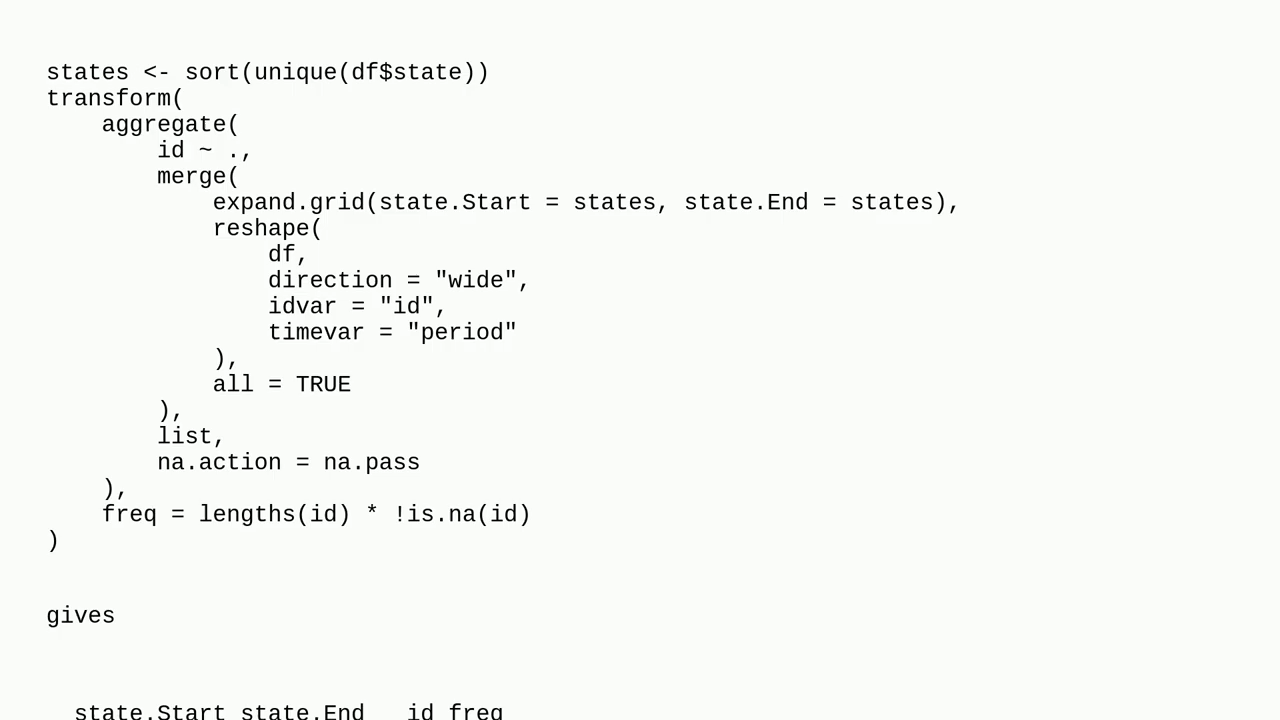 states <- sort(unique(df$state))
transform(
    aggregate(
        id ~ .,
        merge(
            expand.grid(state.Start = states, state.End = states),
            reshape(
                df,
                direction = "wide",
                idvar = "id",
                timevar = "period"
            ),
            all = TRUE
        ),
        list,
        na.action = na.pass
    ),
    freq = lengths(id) * !is.na(id)
)
gives
  state.Start state.End   id freq